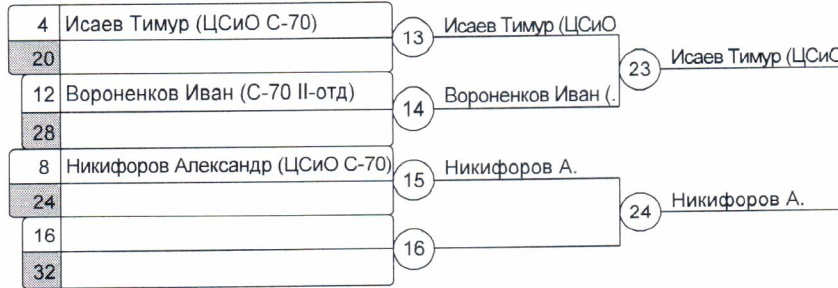 4 Исаев Тимур (ЦСиО С-70)
20
13 Исаев Тимур (ЦСиО
23 Исаев Тимур (ЦСиО
12 Вороненков Иван (С-70 II-отд)
28
14 Вороненков Иван (.
8 Никифоров Александр (ЦСиО С-70)
24
15 Никифоров А.
24 Никифоров А.
16
32
16